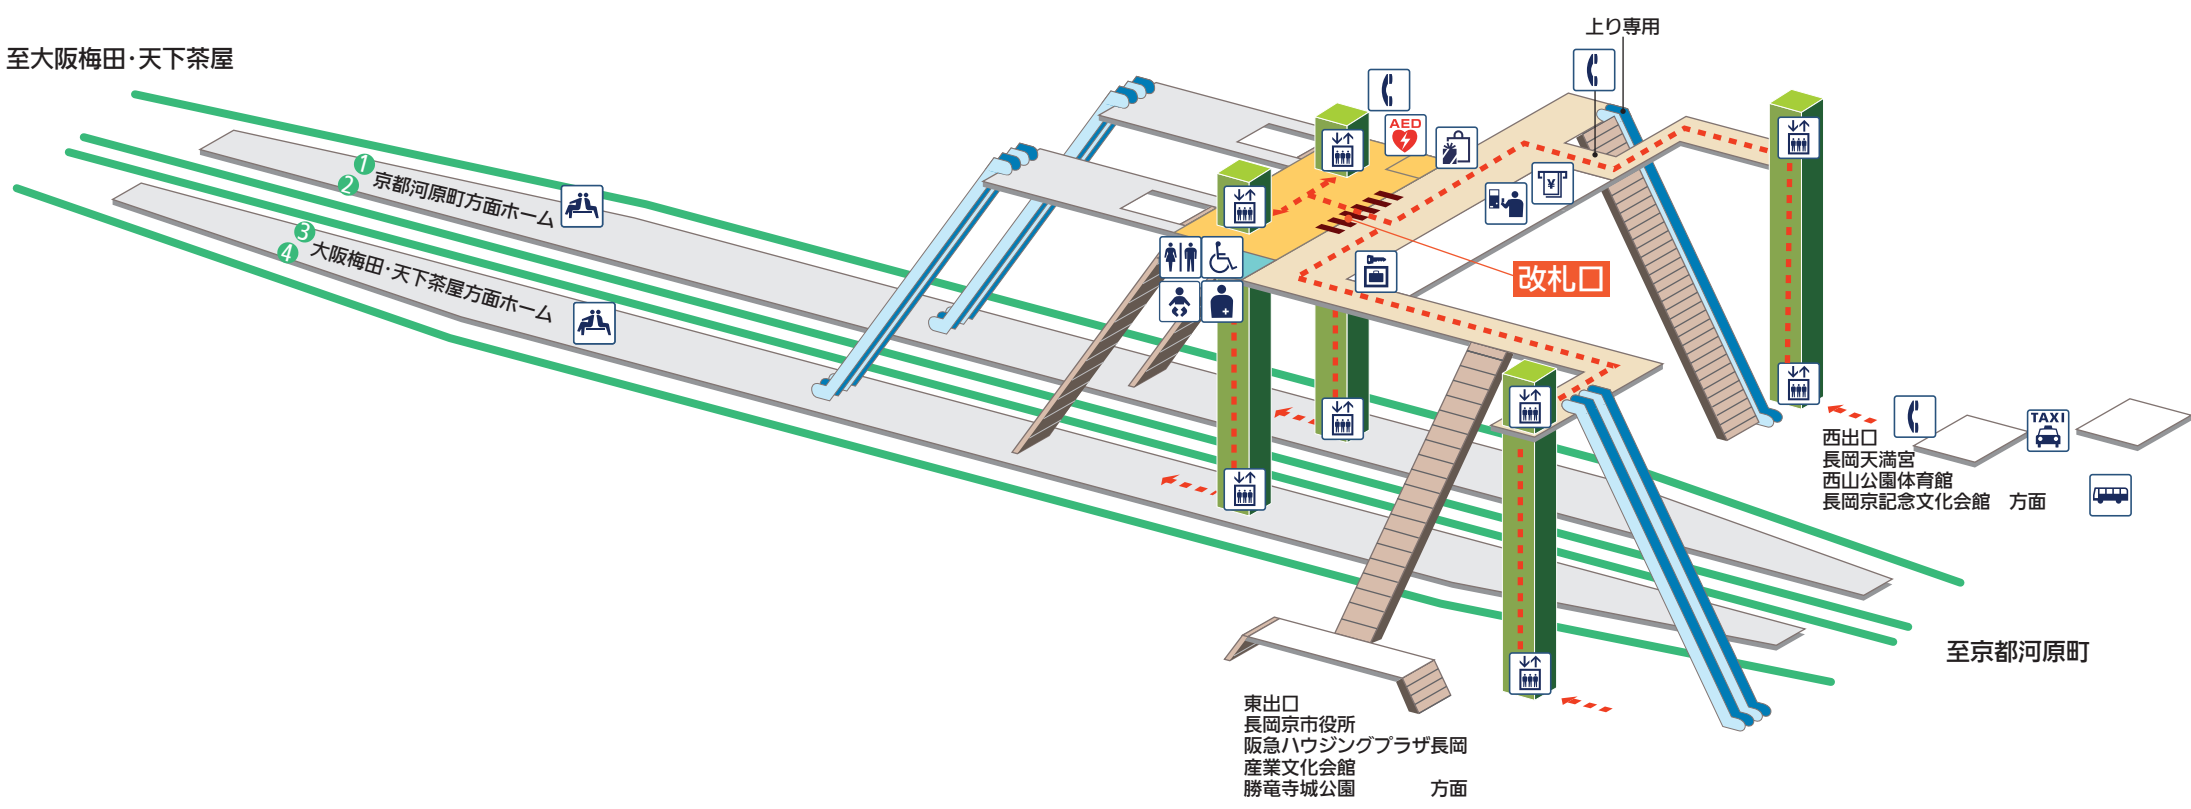 上り専用
至大阪梅田・天下茶屋
AED
1
2
京都河原町方面ホーム
3
4
大阪梅田・天下茶屋方面ホーム
¥
改札口
TAXI
西出口
長岡天満宮
西山公園体育館
長岡京記念文化会館 方面
至京都河原町
東出口
長岡京市役所
阪急ハウジングプラザ長岡
産業文化会館
勝竜寺城公園 方面